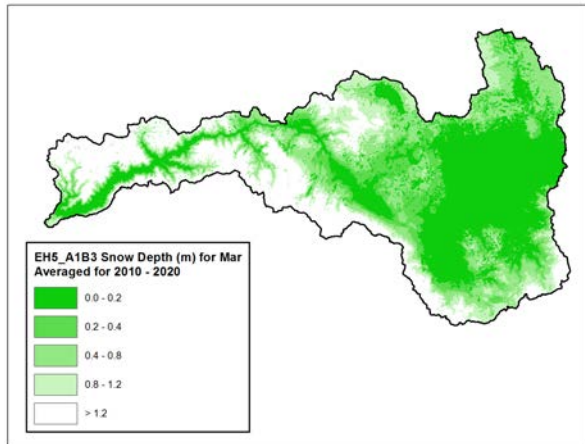 EH5_A1B3 Snow Depth (m) for Mar
Averaged for 2010 - 2020
0.0 - 0.2
0.2 - 0.4
0.4 - 0.8
0.8 - 1.2
> 1.2